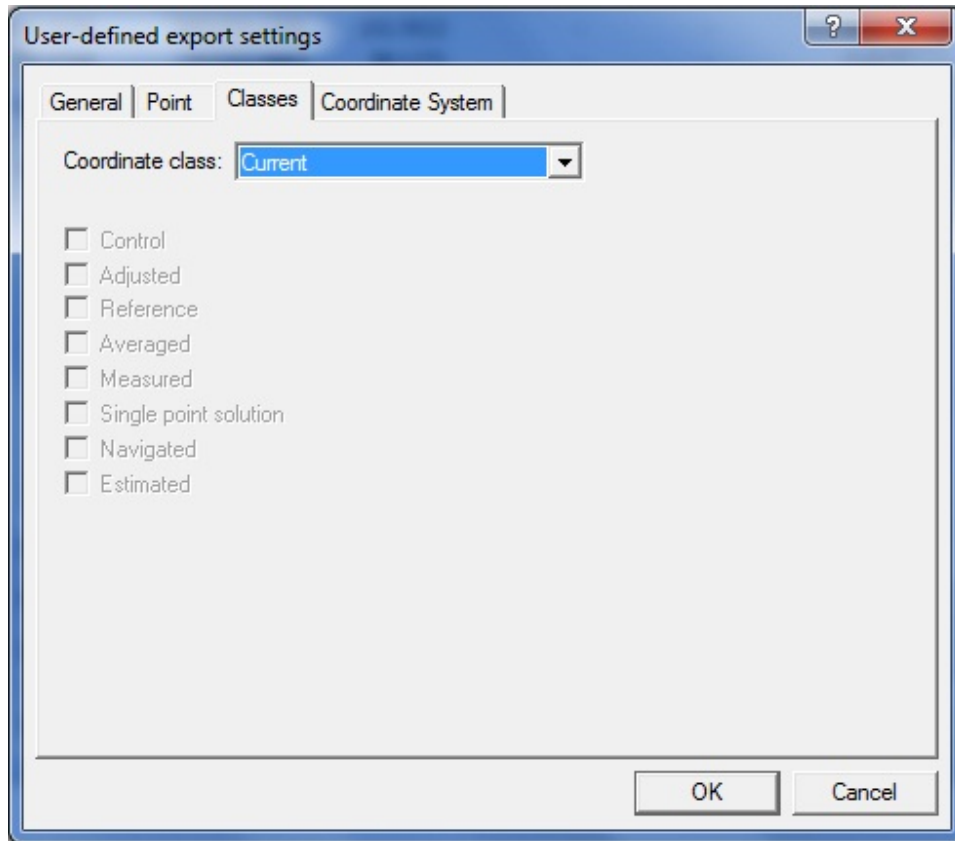 User-defined export settings
General Point Classes Coordinate System
Coordinate class: Current
Control
Adjusted
Reference
Averaged
Measured
Single point solution
Navigated
Estimated
OK Cancel